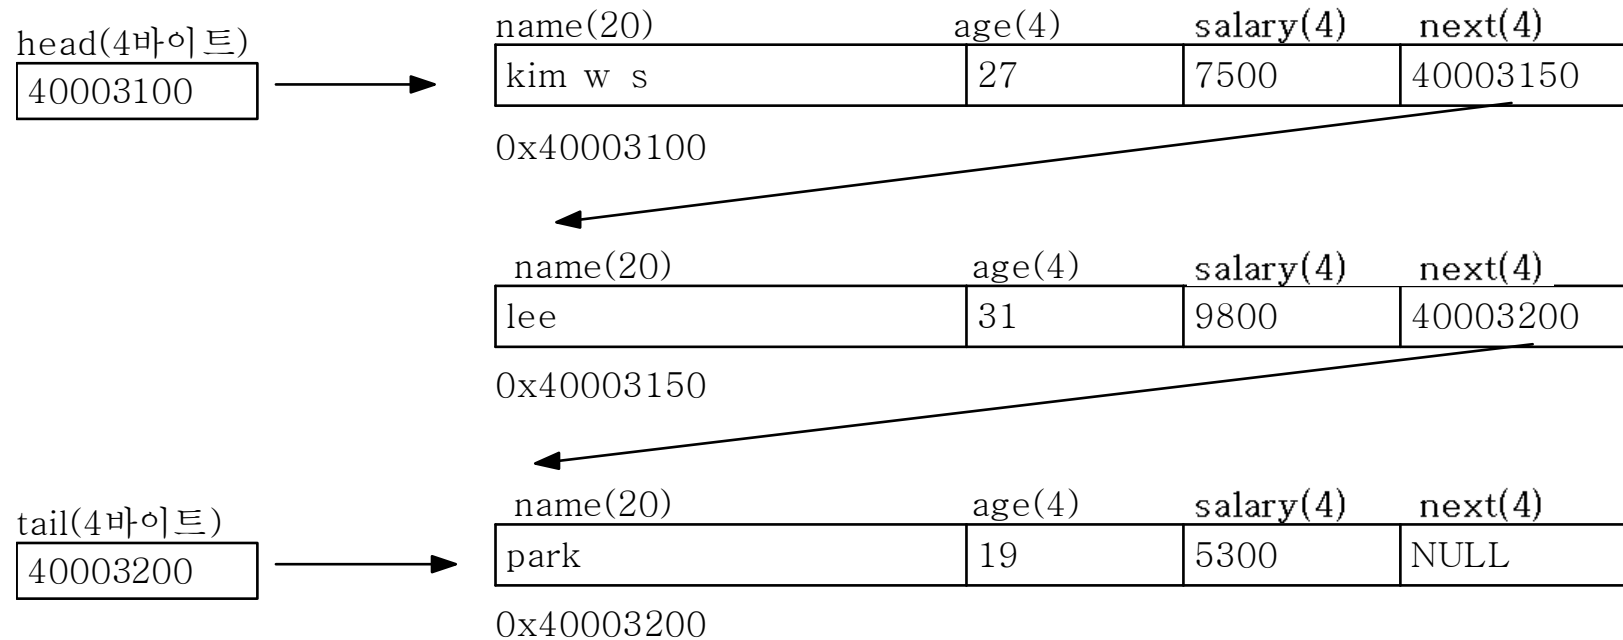 name(20) age(4) salary(4) next(4)
head(4바이트)
40003100
kim w s 27 7500 40003150
0x40003100
name(20) age(4) salary(4) next(4)
lee 31 9800 40003200
0x40003150
name(20) age(4) salary(4) next(4)
tail(4바이트)
40003200
park 19 5300 NULL
0x40003200